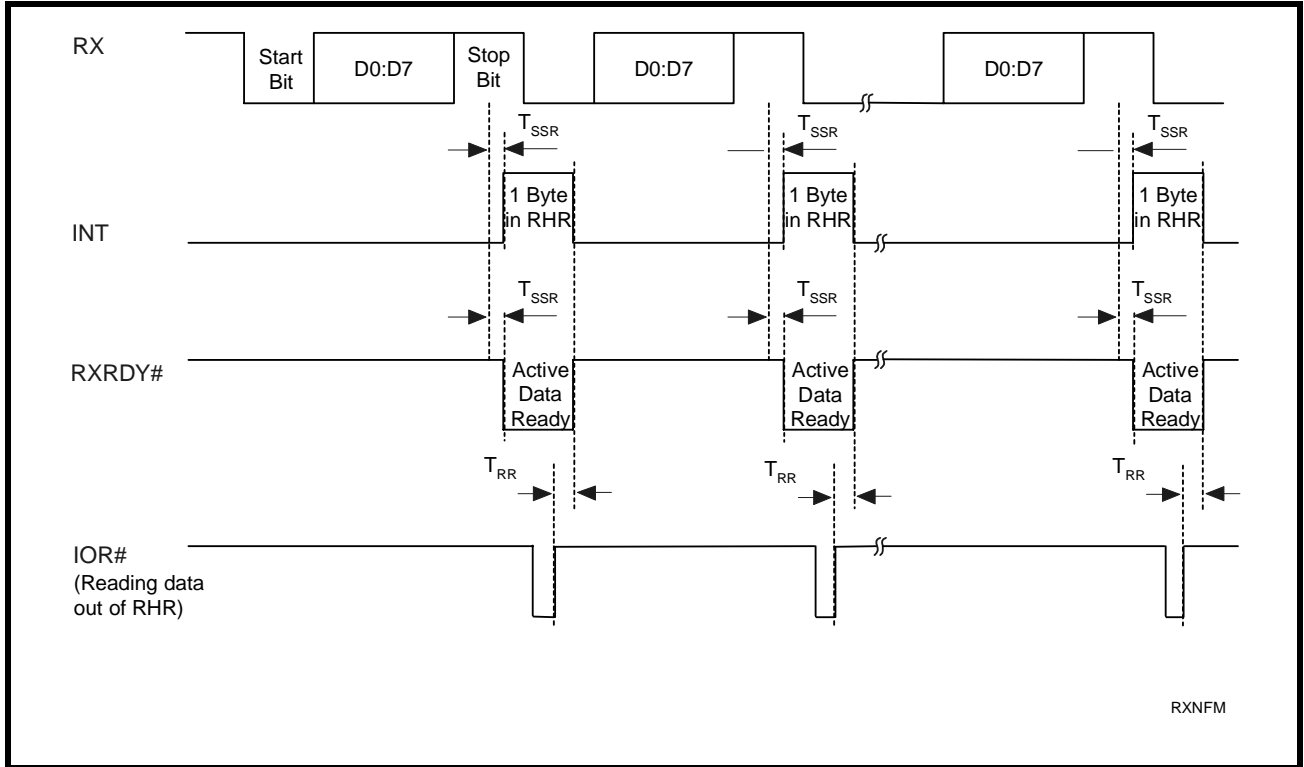 RX
Start
Bit
D0:D7
Stop
Bit
D0:D7
D0:D7
TSSR
TSSR
TSSR
INT
1 Byte
in RHR
1 Byte
in RHR
1 Byte
in RHR
TSSR
TSSR
TSSR
RXRDY#
Active
Data
Ready
Active
Data
Ready
Active
Data
Ready
TRR
TRR
TRR
IOR#
(Reading data
out of RHR)
RXNFM